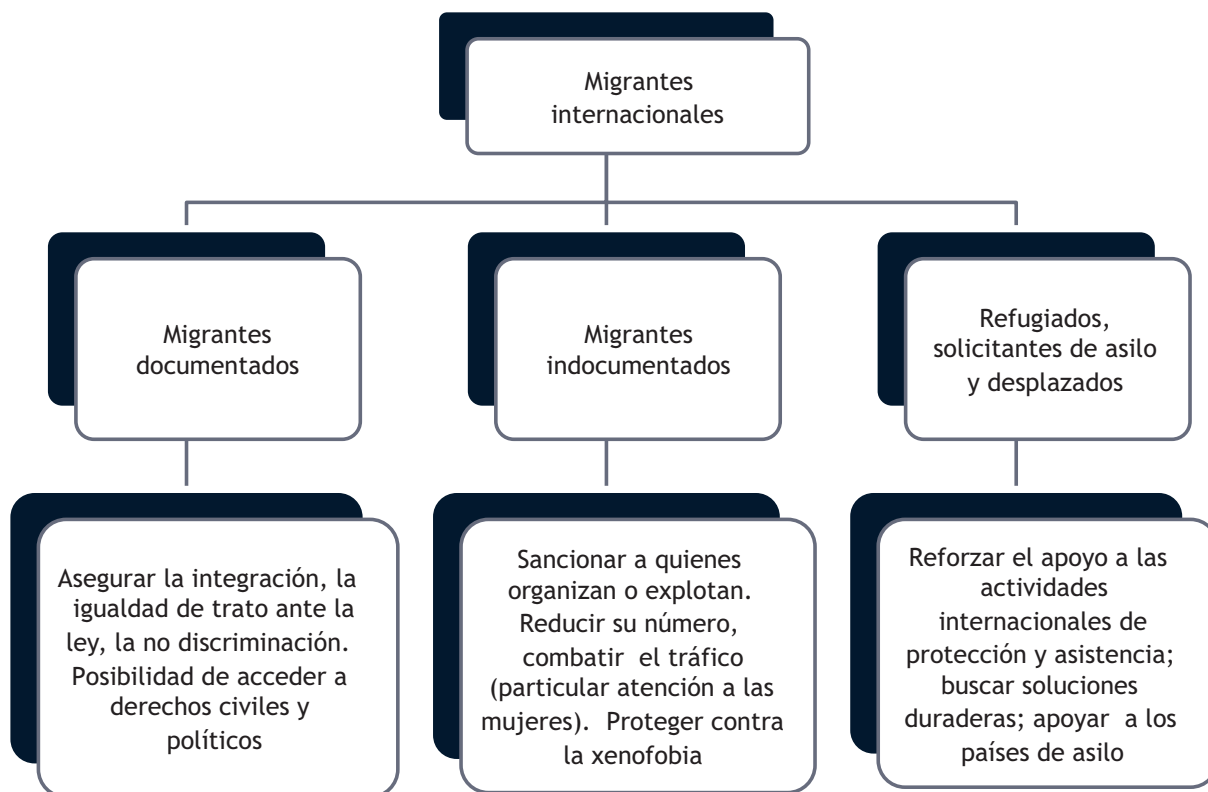 Migrantes
internacionales
Migrantes
documentados
Migrantes
indocumentados
Refugiados,
solicitantes de asilo
y desplazados
Asegurar la integración, la
igualdad de trato ante la
ley, la no discriminación.
Posibilidad de acceder a
derechos civiles y
políticos
Sancionar a quienes
organizan o explotan.
Reducir su número,
combatir el tráfico
(particular atención a las
mujeres). Proteger contra
la xenofobia
Reforzar el apoyo a las
actividades
internacionales de
protección y asistencia;
buscar soluciones
duraderas; apoyar a los
países de asilo